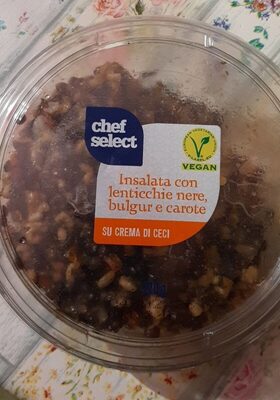 chef
select
VEGAN
Insalata con
lenticchie nere,
bulgur e carote
SU CREMA DI CECI